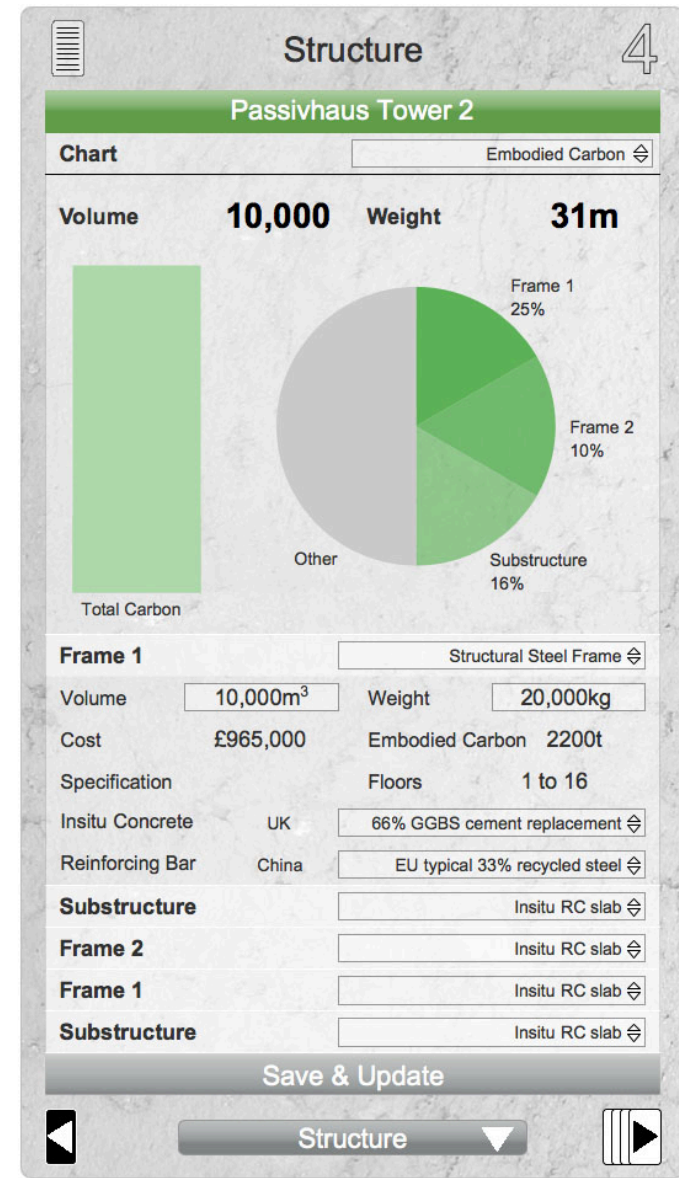 Structure 4
Passivhaus Tower 2
Chart Embodied Carbon
Volume 10,000 Weight 31m
Frame 1
25%
Frame 2
10%
Other
Substructure
16%
Total Carbon
Frame 1 Structural Steel Frame
Volume 10,000m³ Weight 20,000kg
Cost £965,000 Embodied Carbon 2200t
Specification Floors 1 to 16
Insitu Concrete UK 66% GGBS cement replacement
Reinforcing Bar China EU typical 33% recycled steel
Substructure Insitu RC slab
Frame 2 Insitu RC slab
Frame 1 Insitu RC slab
Substructure Insitu RC slab
Save & Update
Structure